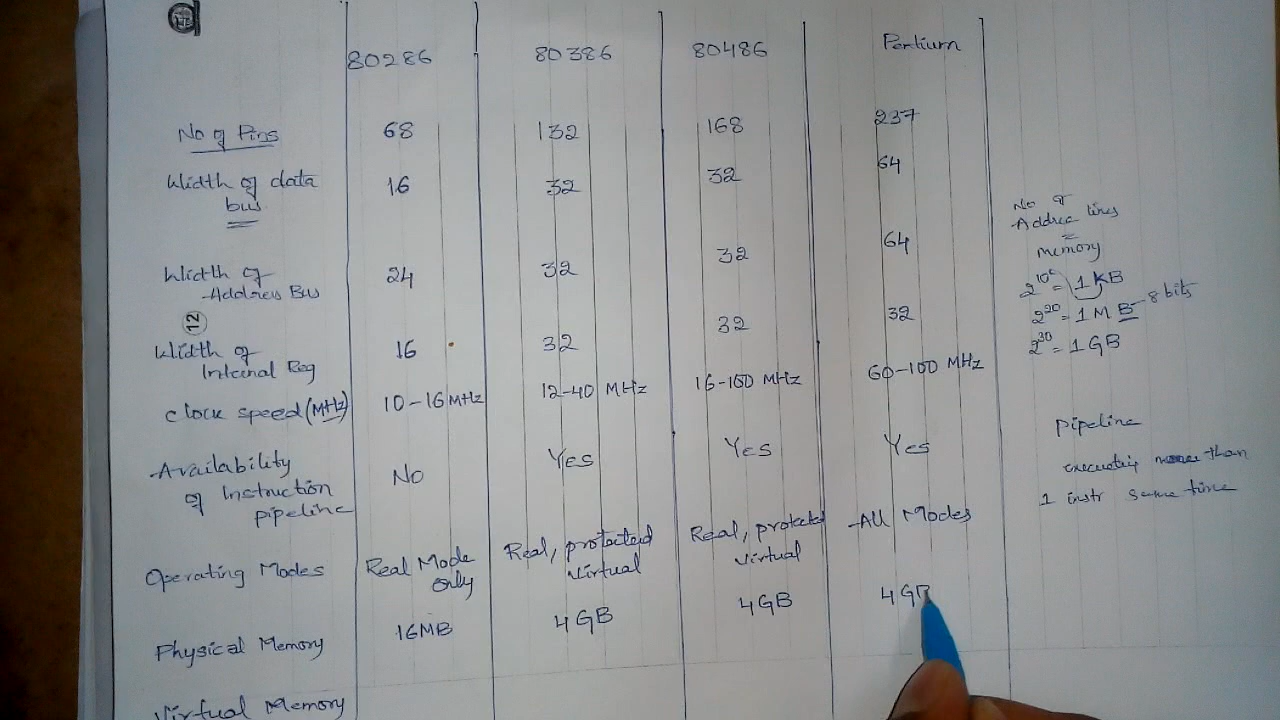 80286 80386 80486 Pentium
No of Pins 68 132 168 237
Width of data 16 32 32 64
bus
No of
Address lines
=
memory
Width of 24 32 32 64
Address Bus
2^10 = 1 KB
2^20 = 1 M B - 8 bits
2^30 = 1 GB
12
Width of 16 32 32 32
Internal Reg
Clock speed (MHz) 10-16 MHz 12-40 MHz 16-100 MHz 60-100 MHz
Availability No Yes Yes Yes
of Instruction
pipeline
Pipeline
more than
1 instr same time
Operating Modes Real Mode Real, protected Real, protected All Modes
only virtual virtual
Physical Memory 16MB 4GB 4GB 4G
Virtual Memory